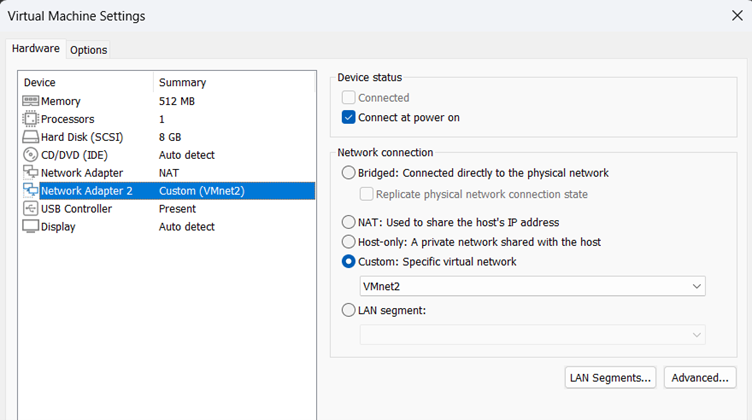 Virtual Machine Settings
Hardware Options
Device Summary
Memory 512 MB
Processors 1
Hard Disk (SCSI) 8 GB
CD/DVD (IDE) Auto detect
Network Adapter NAT
Network Adapter 2 Custom (VMnet2)
USB Controller Present
Display Auto detect
Device status
Connected
Connect at power on
Network connection
Bridged: Connected directly to the physical network
Replicate physical network connection state
NAT: Used to share the host's IP address
Host-only: A private network shared with the host
Custom: Specific virtual network
VMnet2
LAN segment:
LAN Segments... Advanced...